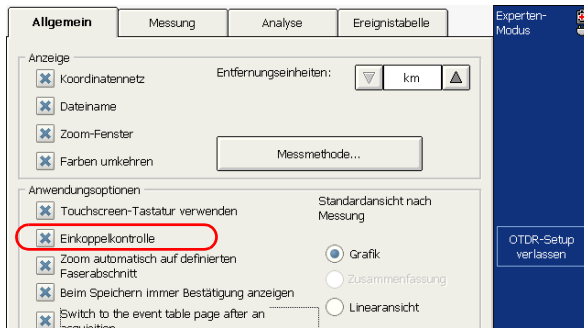 Allgemein
Messung
Analyse
Ereignistabelle
Experten-
Modus
Anzeige
Koordinatennetz
Entfernungseinheiten:
km
Dateiname
Zoom-Fenster
Farben umkehren
Messmethode...
Anwendungsoptionen
Touchscreen-Tastatur verwenden
Standardansicht nach
Messung
Einkoppelkontrolle
Zoom automatisch auf definierten
Faserabschnitt
Beim Speichern immer Bestätigung anzeigen
Switch to the event table page after an
acquisition
Grafik
Zusammenfassung
Linearansicht
OTDR-Setup
verlassen